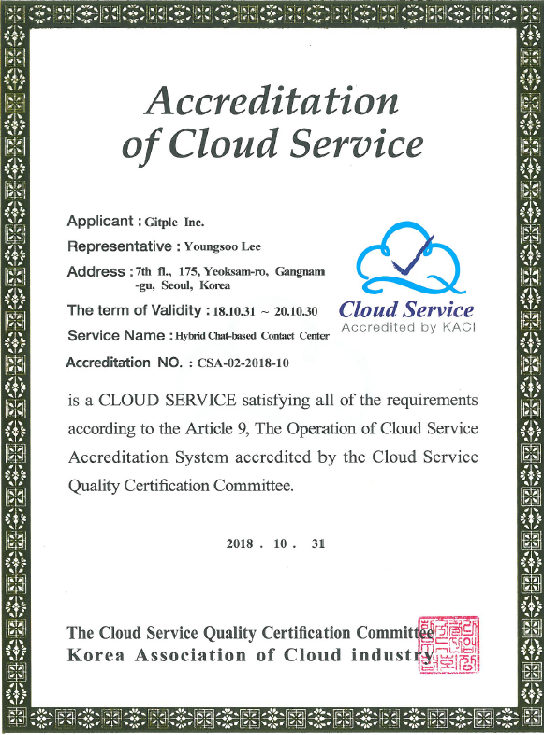 Accreditation
of Cloud Service
Applicant : Gitple Inc.
Representative : Youngsoo Lee
Address : 7th fl., 175, Yeoksam-ro, Gangnam
-gu, Seoul, Korea
The term of Validity : 18.10.31 ~ 20.10.30
Service Name : Hybrid Chat-based Contact Center
Accreditation NO. : CSA-02-2018-10
Cloud Service
Accredited by KACI
is a CLOUD SERVICE satisfying all of the requirements
according to the Article 9, The Operation of Cloud Service
Accreditation System accredited by the Cloud Service
Quality Certification Committee.
2018 . 10 . 31
The Cloud Service Quality Certification Committee
Korea Association of Cloud industry